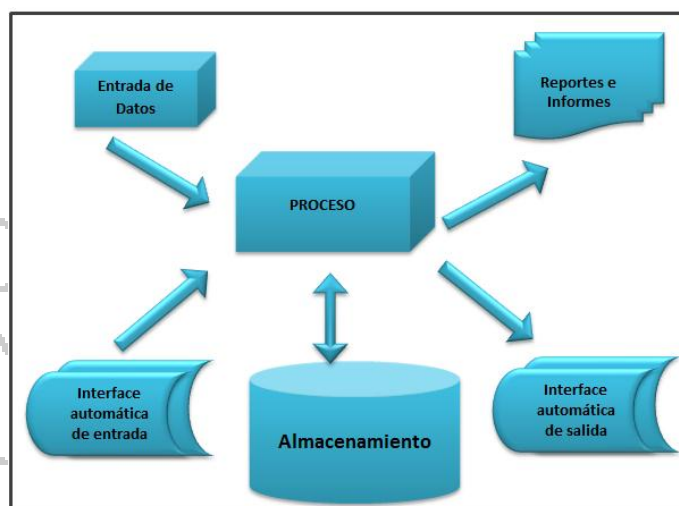 Entrada de
Datos
Reportes e
Informes
PROCESO
Interface
automática
de entrada
Almacenamiento
Interface
automática
de salida